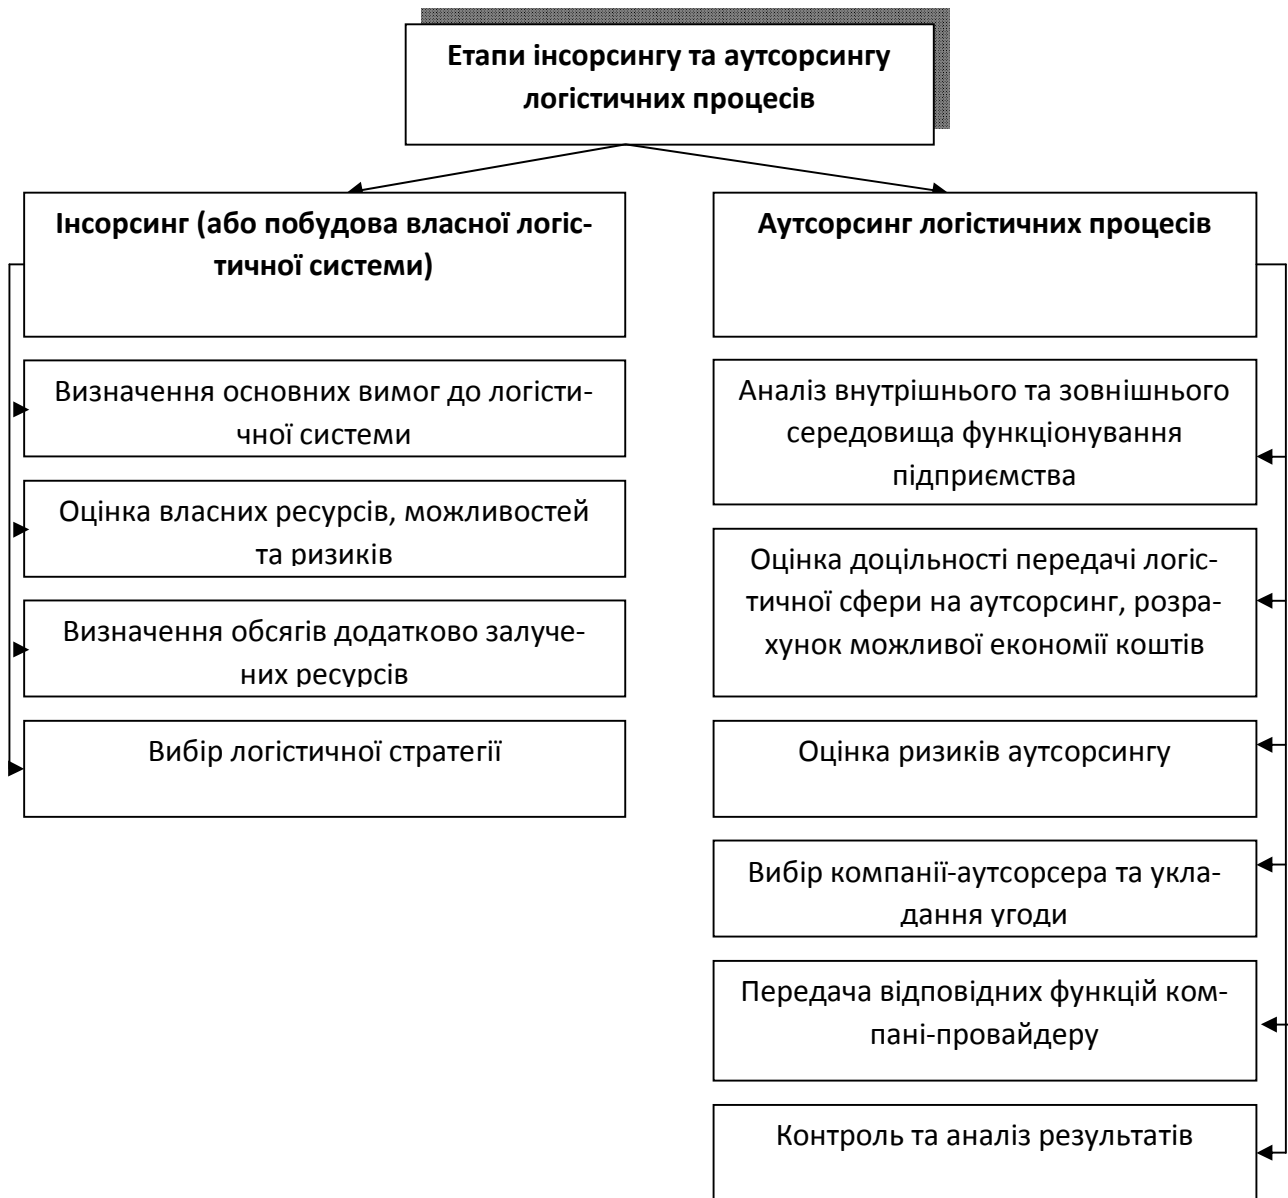 Етапи інсорсингу та аутсорсингу
логістичних процесів
Інсорсинг (або побудова власної логіс-
тичної системи)
Визначення основних вимог до логісти-
чної системи
Оцінка власних ресурсів, можливостей
та ризиків
Визначення обсягів додатково залуче-
них ресурсів
Вибір логістичної стратегії
Аутсорсинг логістичних процесів
Аналіз внутрішнього та зовнішнього
середовища функціонування
підприємства
Оцінка доцільності передачі логіс-
тичної сфери на аутсорсинг, розра-
хунок можливої економії коштів
Оцінка ризиків аутсорсингу
Вибір компанії-аутсорсера та укла-
дання угоди
Передача відповідних функцій ком-
пані-провайдеру
Контроль та аналіз результатів